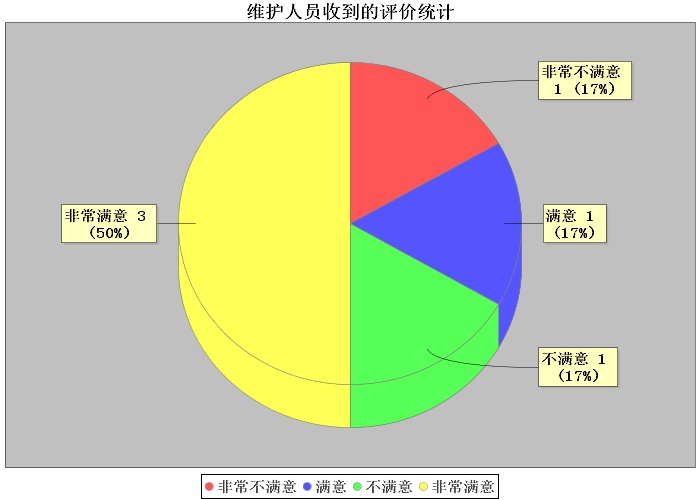 维护人员收到的评价统计
非常不满意
1 (17%)
非常满意 3
(50%)
满意 1
(17%)
不满意 1
(17%)
非常不满意 满意 不满意 非常满意